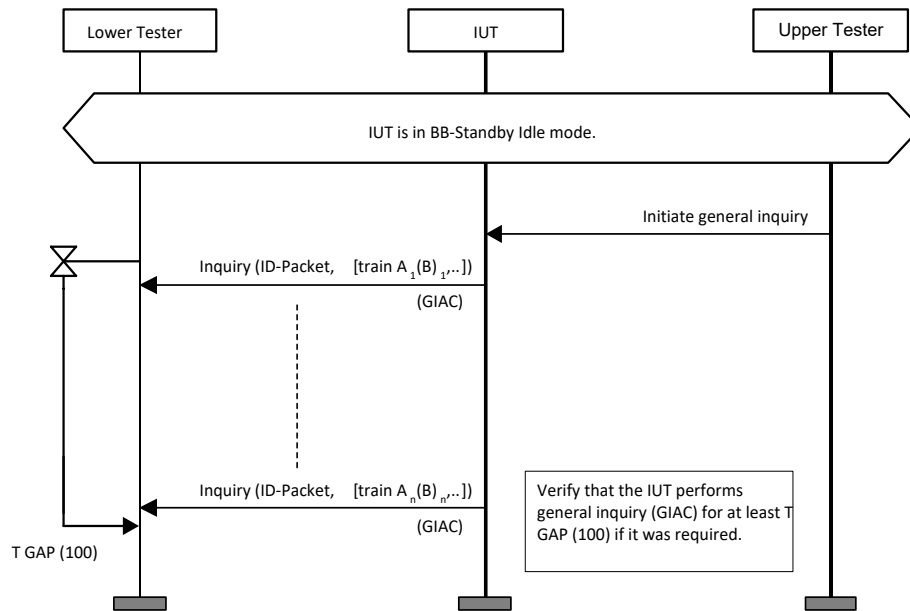 Lower Tester
IUT
Upper Tester
IUT is in BB-Standby Idle mode.
Initiate general inquiry
Inquiry (ID-Packet, [train A1(B)1,..])
(GIAC)
Inquiry (ID-Packet, [train An(B)n,..])
(GIAC)
Verify that the IUT performs
general inquiry (GIAC) for at least T
GAP (100) if it was required.
T GAP (100)